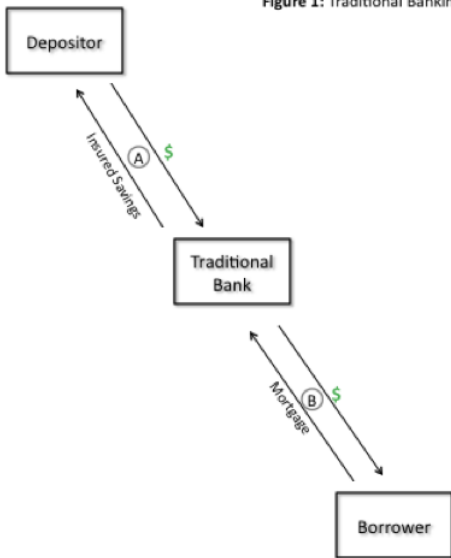 Figure 1: Traditional Bankin
Depositor
Insured Savings
A
$
Traditional
Bank
Mortgage
B
$
Borrower